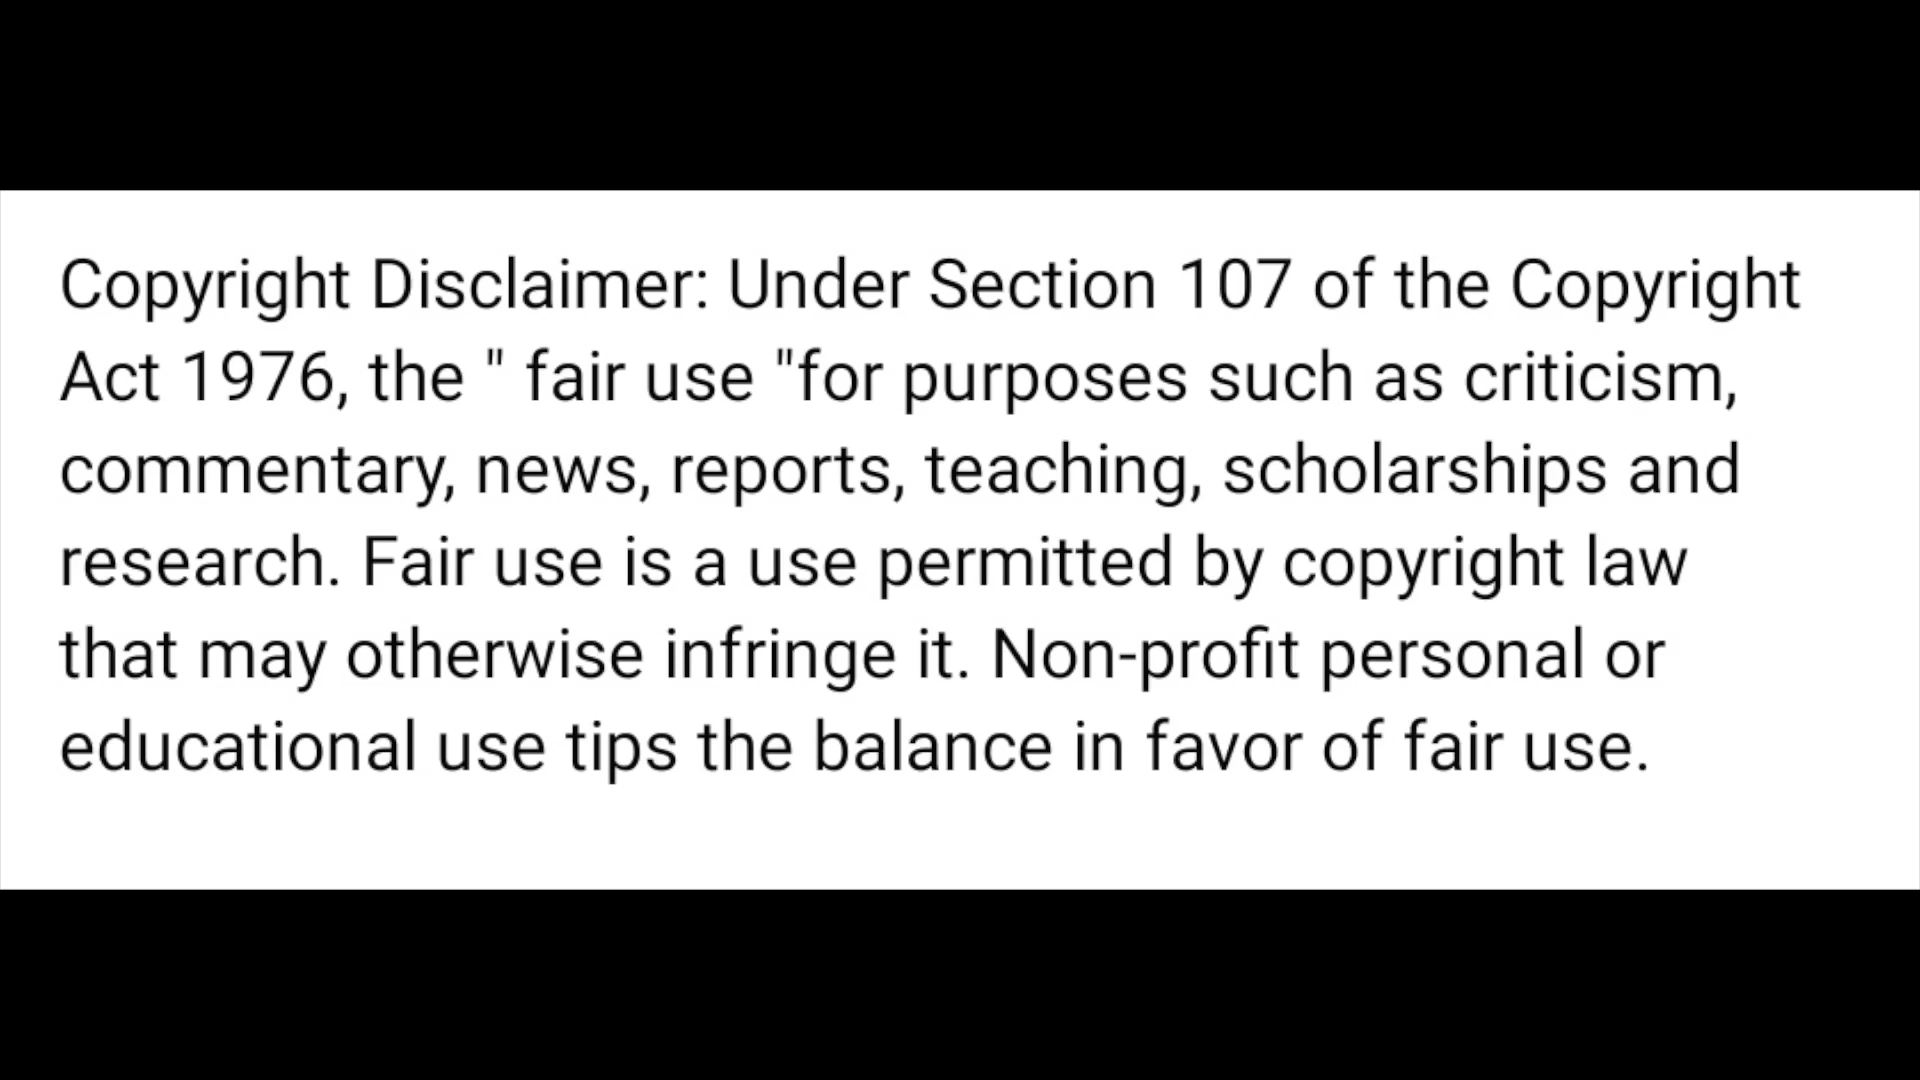 Copyright Disclaimer: Under Section 107 of the Copyright
Act 1976, the " fair use "for purposes such as criticism,
commentary, news, reports, teaching, scholarships and
research. Fair use is a use permitted by copyright law
that may otherwise infringe it. Non-profit personal or
educational use tips the balance in favor of fair use.